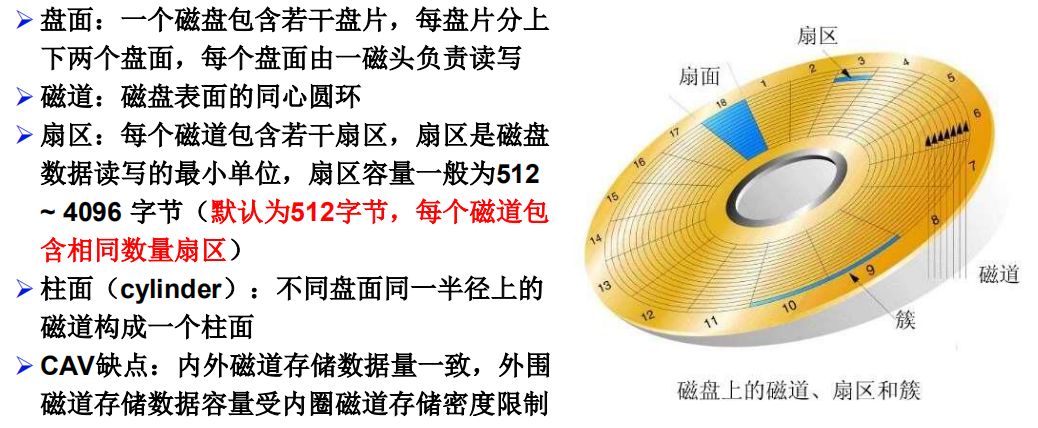 ➢ 盘面：一个磁盘包含若干盘片，每盘片分上
下两个盘面，每个盘面由一磁头负责读写
➢ 磁道：磁盘表面的同心圆环
➢ 扇区：每个磁道包含若干扇区，扇区是磁盘
数据读写的最小单位，扇区容量一般为512
~ 4096 字节（默认为512字节，每个磁道包
含相同数量扇区）
➢ 柱面（cylinder）：不同盘面同一半径上的
磁道构成一个柱面
➢ CAV缺点：内外磁道存储数据量一致，外围
磁道存储数据容量受内圈磁道存储密度限制
扇区
扇面
1
2
3
4
5
6
7
8
9
10
11
12
13
14
15
16
17
18
磁道
簇
磁盘上的磁道、扇区和簇